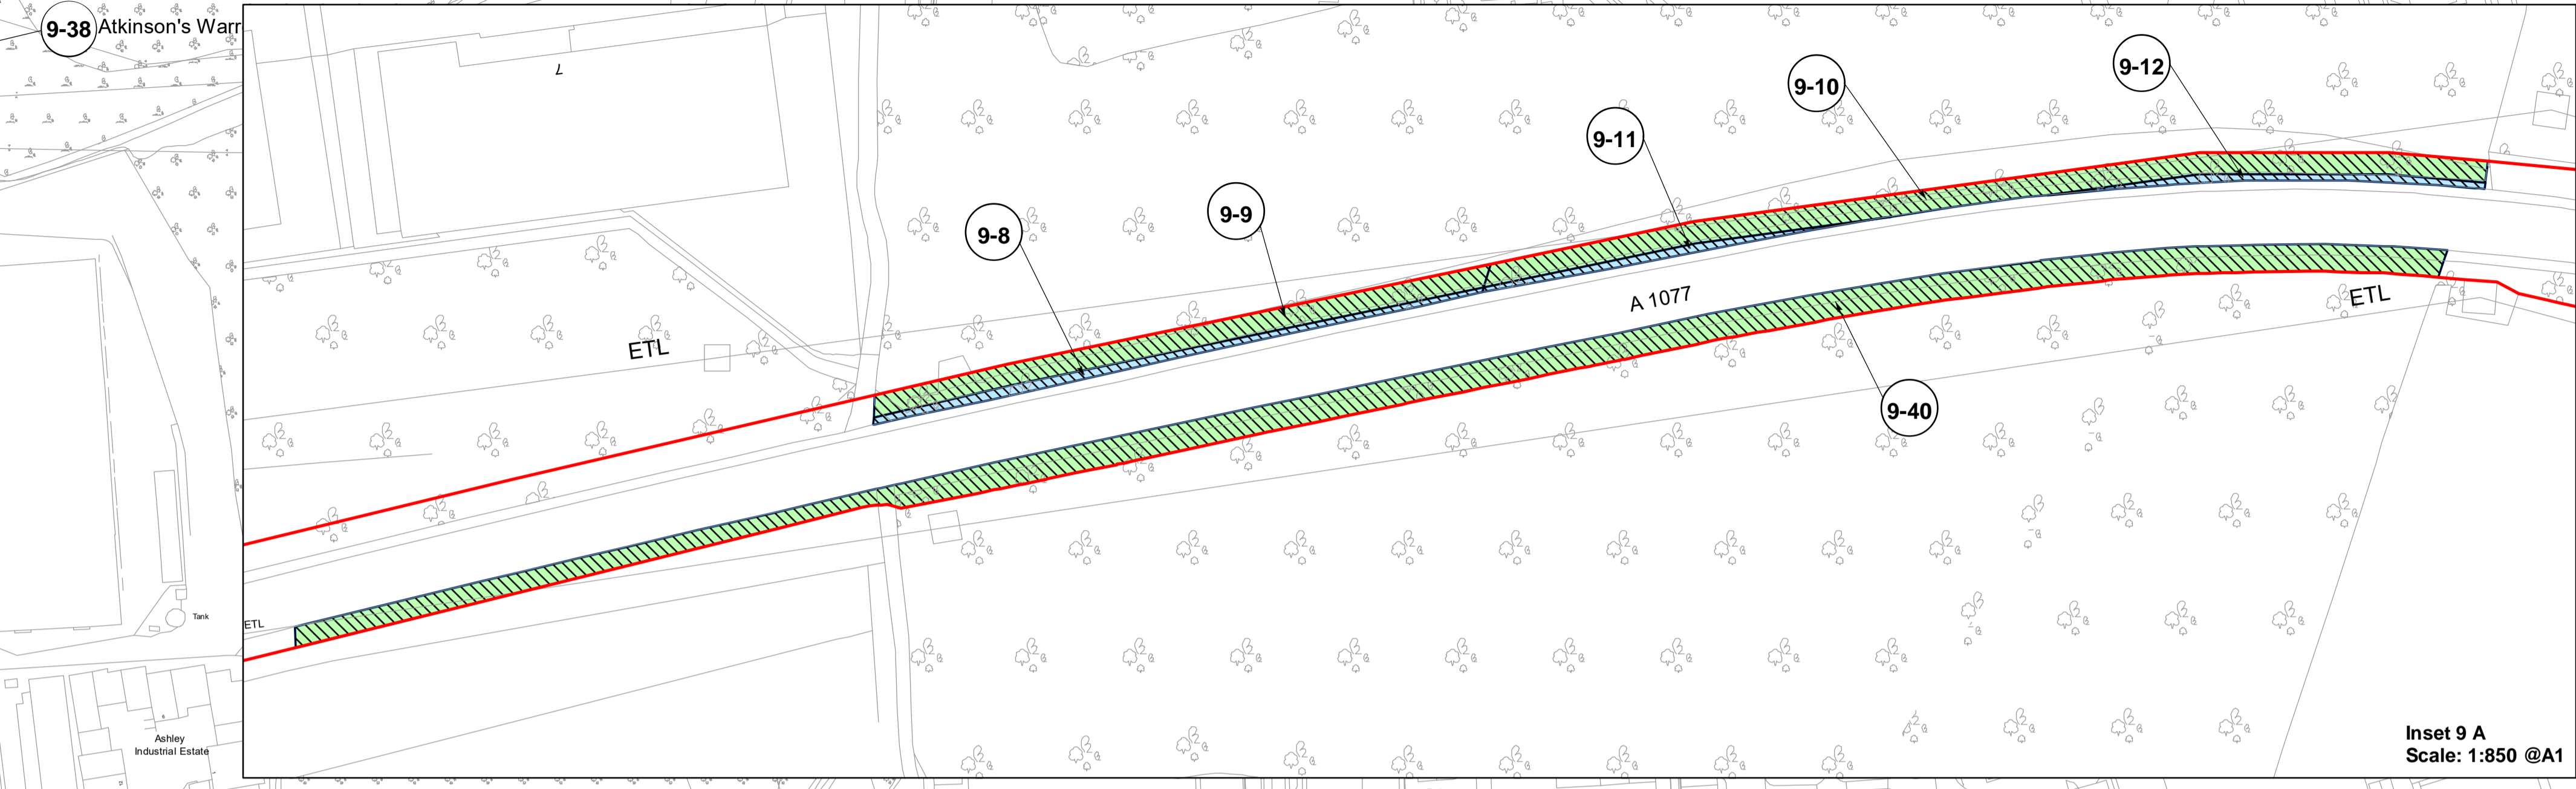 9-38
Atkinson's Warr
7
9-12
9-10
9-11
9-9
9-8
A 1077
ETL
ETL
9-40
ETL
Tank
Ashley
Industrial Estate
Inset 9 A
Scale: 1:850 @A1